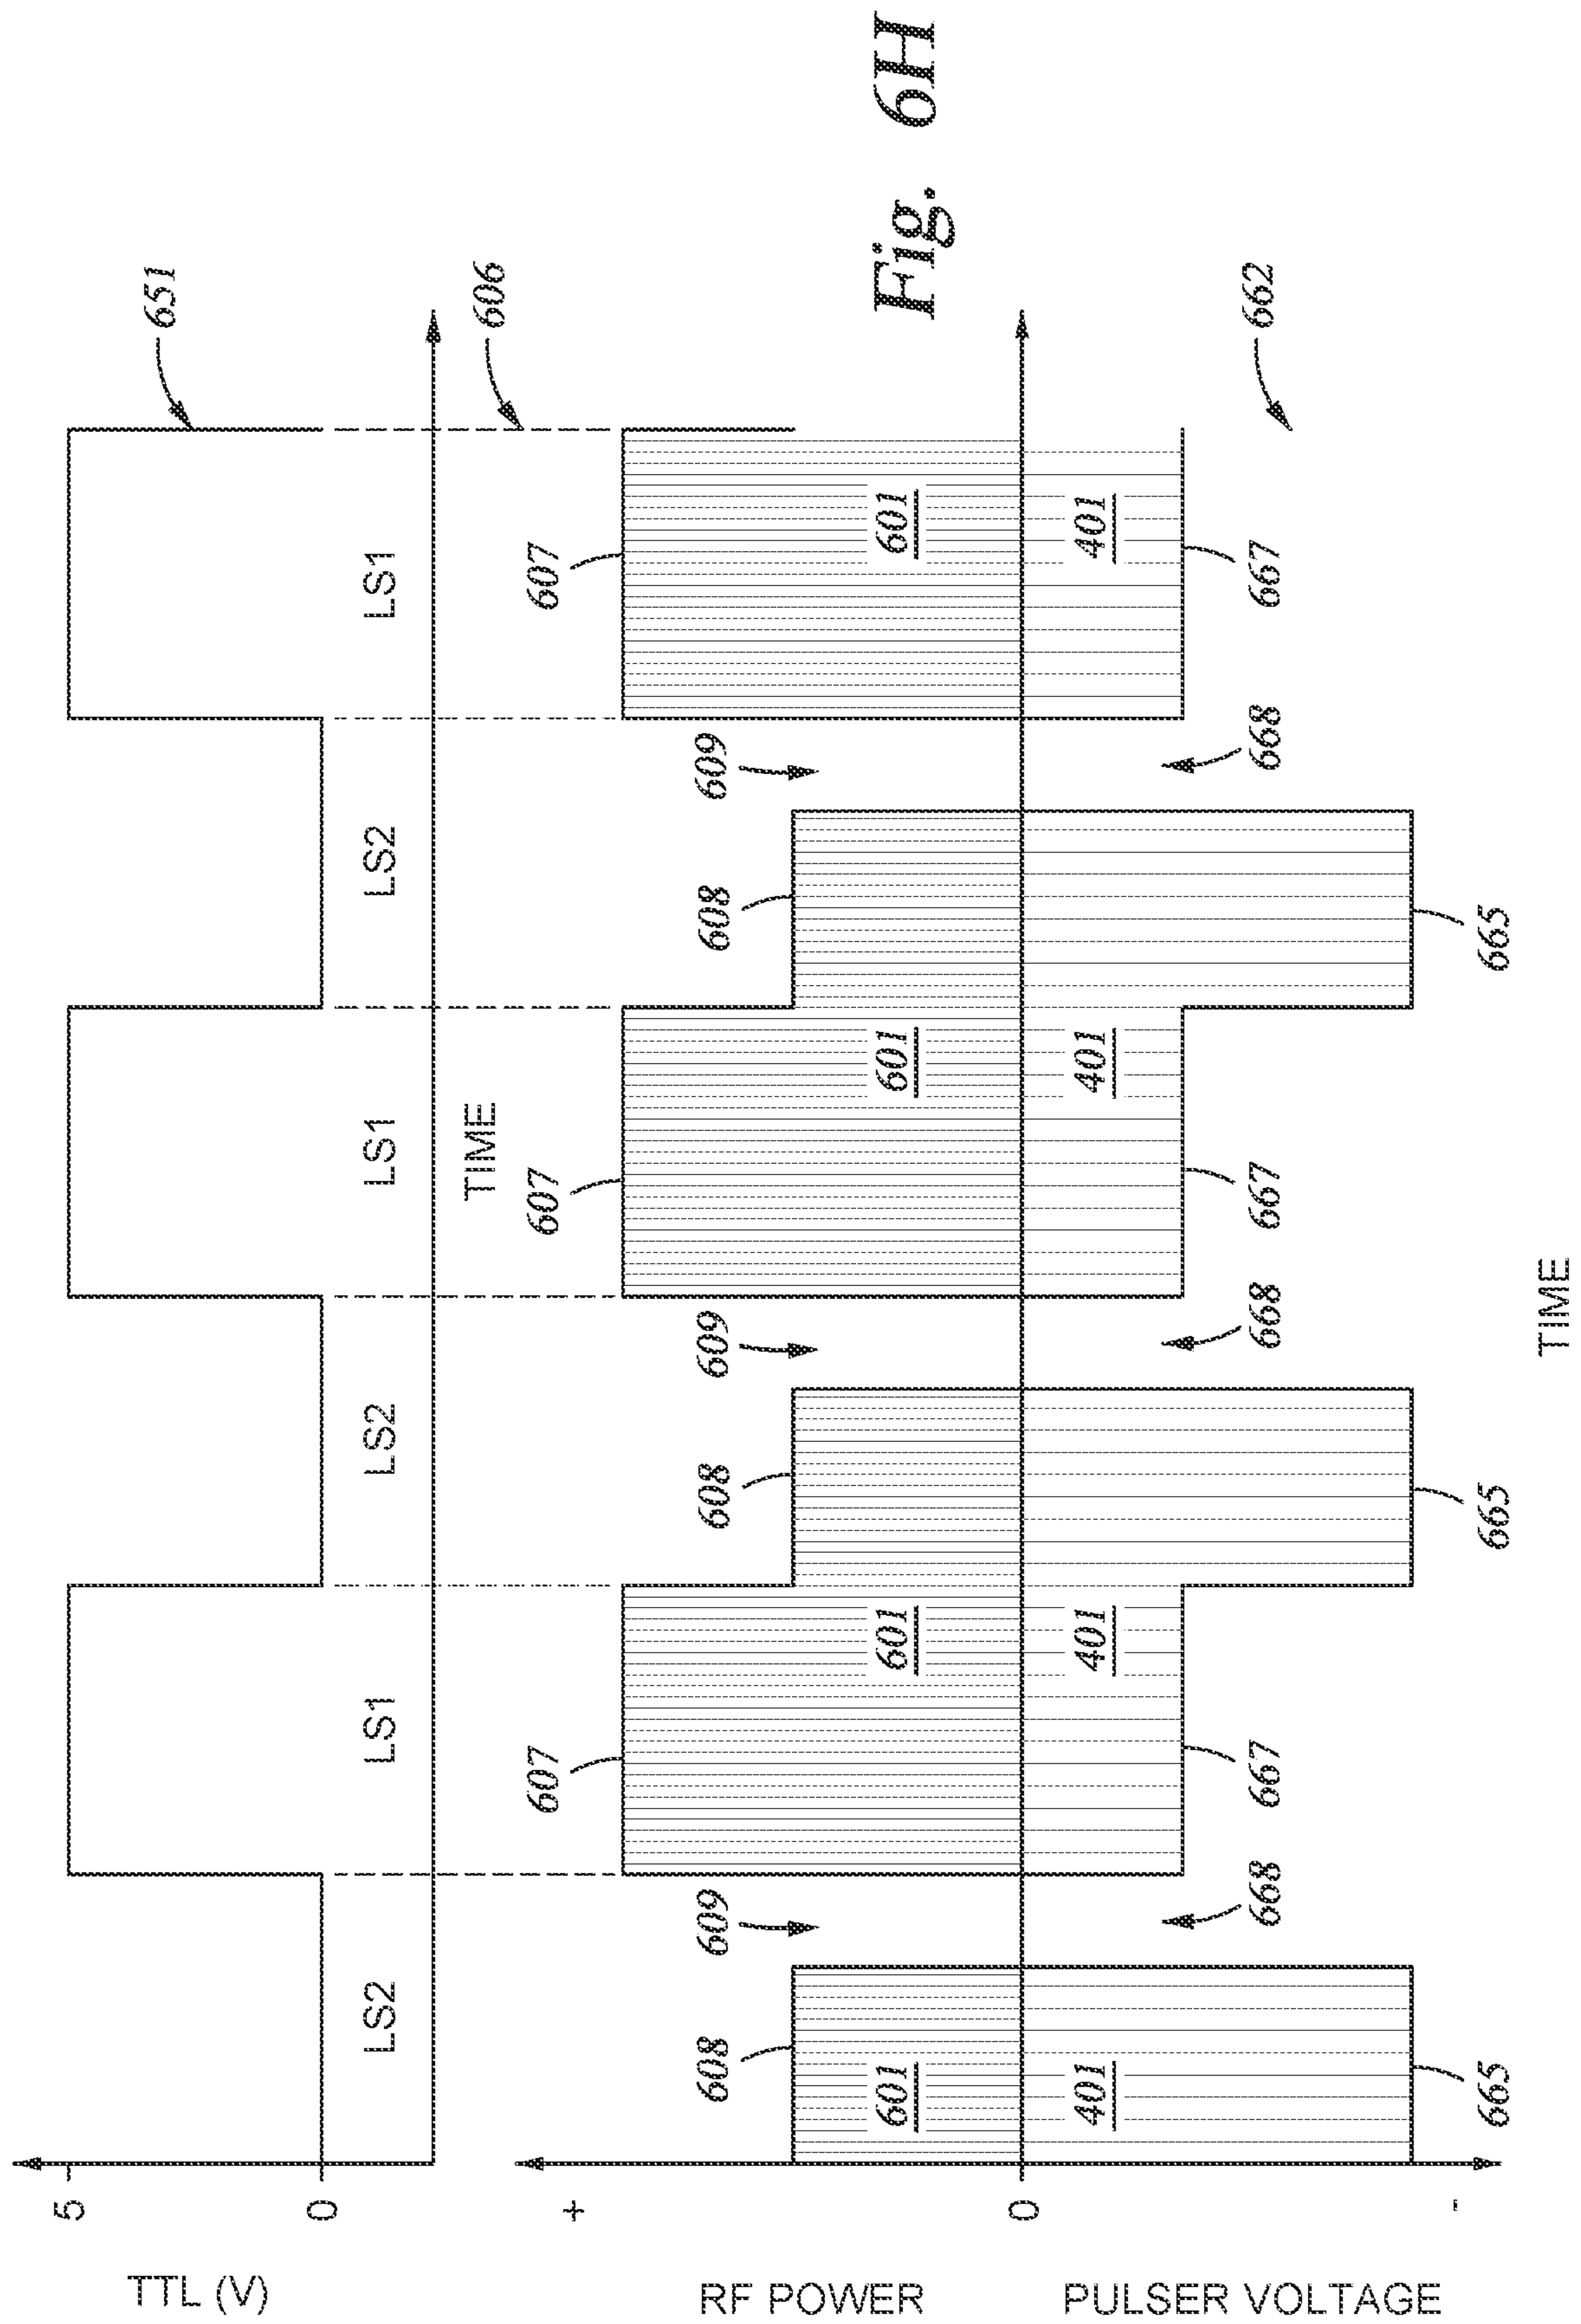 5
651
TTL (V)
0
LS2 LS1 LS2 LS1 LS2 LS1
TIME
606
607 607 607
+
608 609 608 609 608 609
RF POWER
601 601 601 601
0
401 401 401 401
PULSER VOLTAGE
668 667 668 667 668 667
662
-
665 665 665
TIME
Fig. 6H